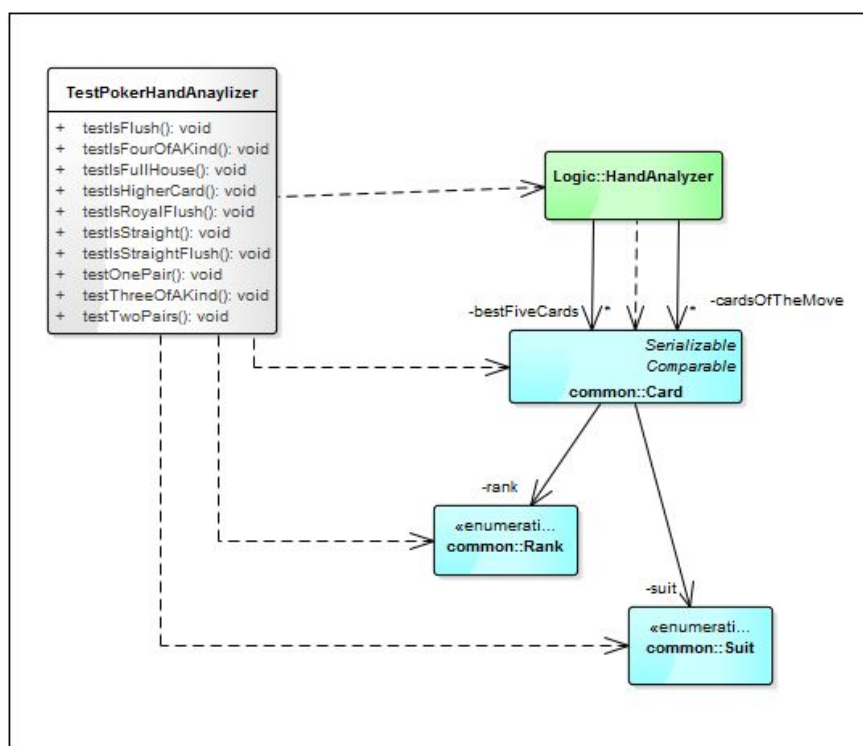 TestPokerHandAnaylizer
+ testIsFlush(): void
+ testIsFourOfAKind(): void
+ testIsFullHouse(): void
+ testIsHigherCard(): void
+ testIsRoyalFlush(): void
+ testIsStraight(): void
+ testIsStraightFlush(): void
+ testOnePair(): void
+ testThreeOfAKind(): void
+ testTwoPairs(): void
Logic::HandAnalyzer
-bestFiveCards
*
*
-cardsOfTheMove
Serializable
Comparable
common::Card
-rank
«enumerati...
common::Rank
-suit
«enumerati...
common::Suit